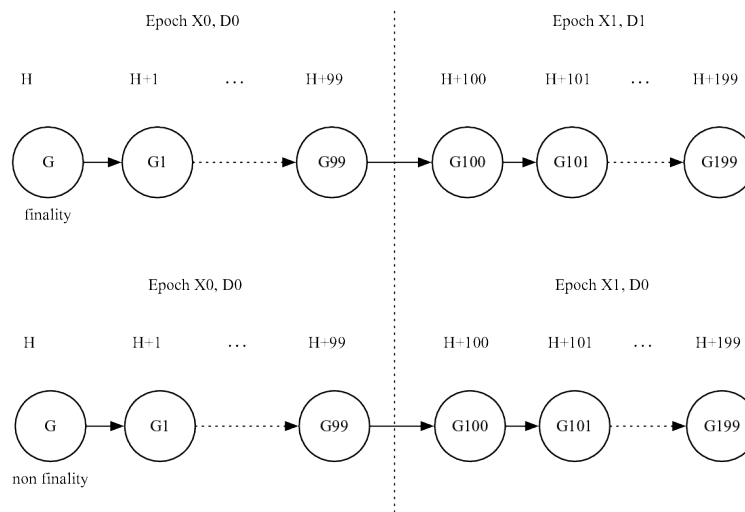 Epoch X0, D0 Epoch X1, D1
H H+1 ... H+99 H+100 H+101 ... H+199
G G1 G99 G100 G101 G199
finality
Epoch X0, D0 Epoch X1, D0
H H+1 ... H+99 H+100 H+101 ... H+199
G G1 G99 G100 G101 G199
non finality